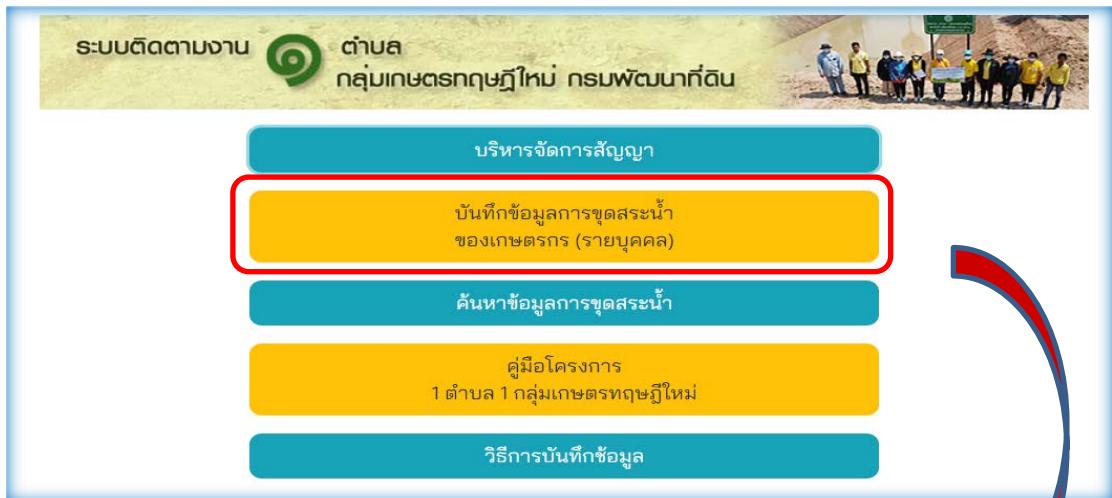 ระบบติดตามงาน ๑ ตำบล
กลุ่มเกษตรทฤษฎีใหม่ กรมพัฒนาที่ดิน
บริหารจัดการสัญญา
บันทึกข้อมูลการขุดสระน้ำ
ของเกษตรกร (รายบุคคล)
ค้นหาข้อมูลการขุดสระน้ำ
คู่มือโครงการ
1 ตำบล 1 กลุ่มเกษตรทฤษฎีใหม่
วิธีการบันทึกช้อมูล